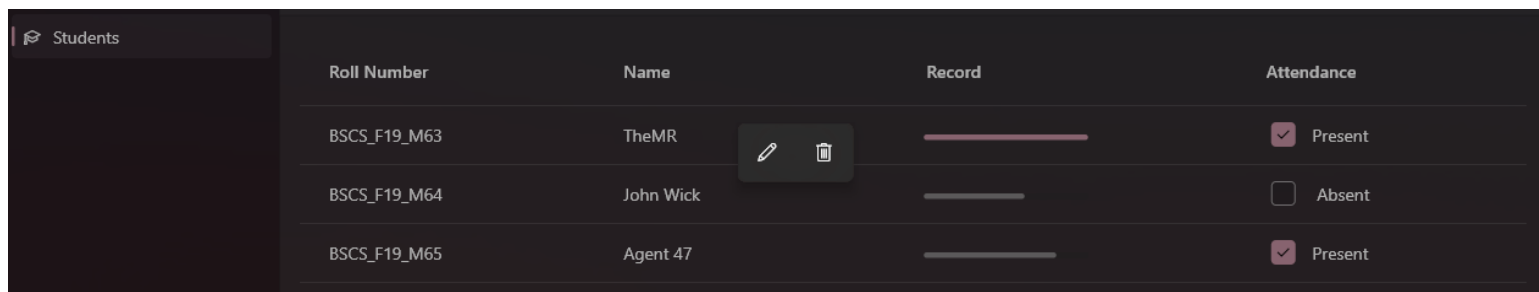 Students
Roll Number Name Record Attendance
BSCS_F19_M63 TheMR Present
BSCS_F19_M64 John Wick Absent
BSCS_F19_M65 Agent 47 Present